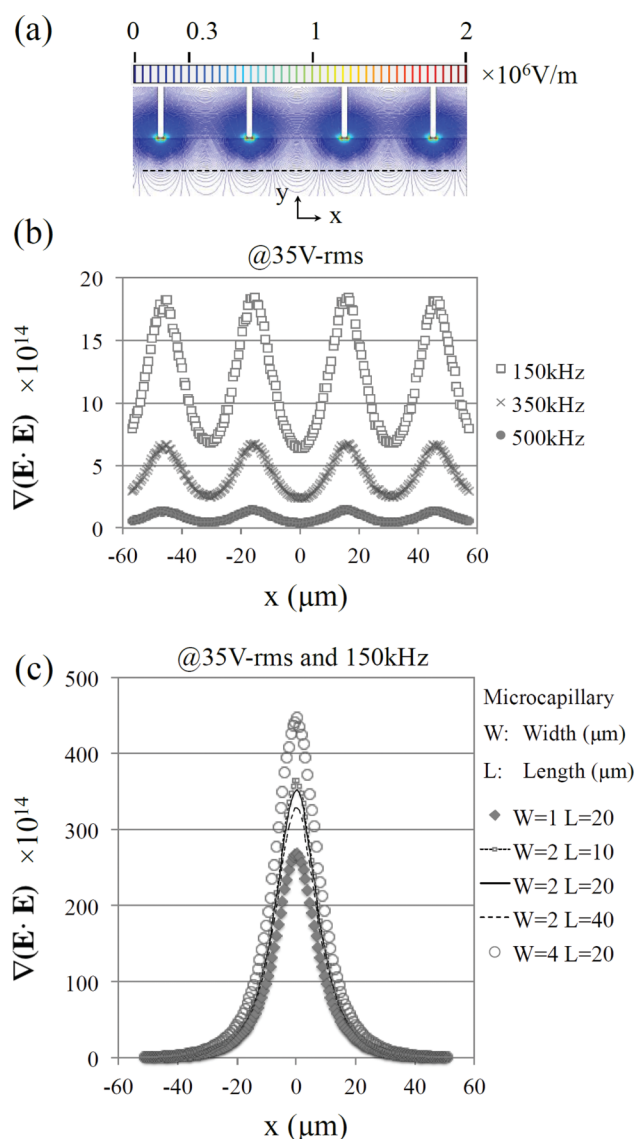 (a)
0 0.3 1 2
×10⁶V/m
y
x
(b)
@35V-rms
20
15
10
5
0
∇(E· E) ×10¹⁴
-60 -40 -20 0 20 40 60
x (μm)
150kHz
350kHz
500kHz
(c)
@35V-rms and 150kHz
500
400
300
200
100
0
∇(E· E) ×10¹⁴
-60 -40 -20 0 20 40 60
x (μm)
Microcapillary
W: Width (μm)
L: Length (μm)
W=1 L=20
W=2 L=10
W=2 L=20
W=2 L=40
W=4 L=20